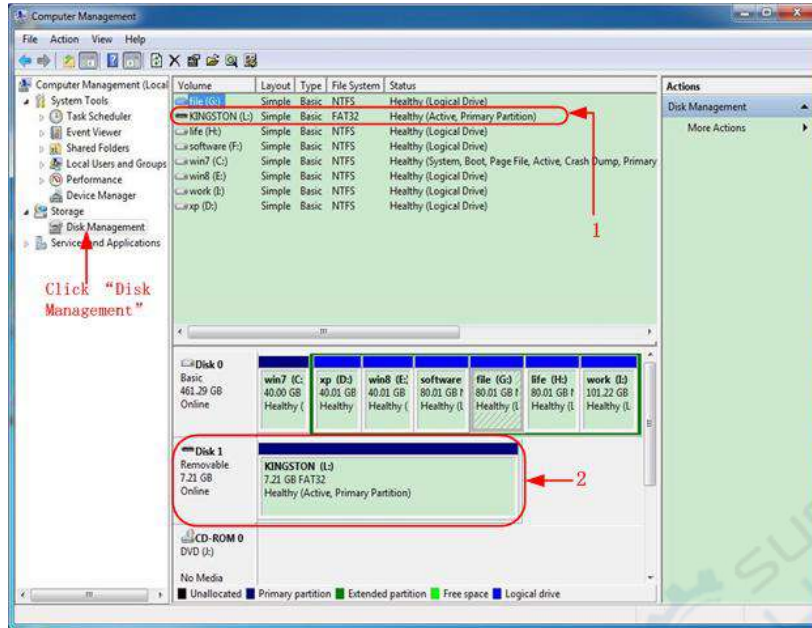 Computer Management
File Action View Help
Computer Management (Local
System Tools
Task Scheduler
Event Viewer
Shared Folders
Local Users and Groups
Performance
Device Manager
Storage
Disk Management
Services and Applications
Click “Disk
Management”
Volume Layout Type File System Status
file (G:) Simple Basic NTFS Healthy (Logical Drive)
KINGSTON (L:) Simple Basic FAT32 Healthy (Active, Primary Partition)
life (H:) Simple Basic NTFS Healthy (Logical Drive)
software (F:) Simple Basic NTFS Healthy (Logical Drive)
win7 (C:) Simple Basic NTFS Healthy (System, Boot, Page File, Active, Crash Dump, Primary
win8 (E:) Simple Basic NTFS Healthy (Logical Drive)
work (I:) Simple Basic NTFS Healthy (Logical Drive)
xp (D:) Simple Basic NTFS Healthy (Logical Drive)
1
Actions
Disk Management
More Actions
Disk 0
Basic
461.29 GB
Online
win7 (C: xp (D:) win8 (E: software file (G:) life (H:) work (I:)
40.00 GB 40.01 GB 40.01 GB 80.01 GB 80.01 GB 80.01 GB 101.22 GB
Healthy ( Healthy Healthy ( Healthy (L Healthy (L Healthy (L Healthy (L
Disk 1
Removable
7.21 GB
Online
KINGSTON (L:)
7.21 GB FAT32
Healthy (Active, Primary Partition)
2
CD-ROM 0
DVD (J:)
No Media
Unallocated Primary partition Extended partition Free space Logical drive